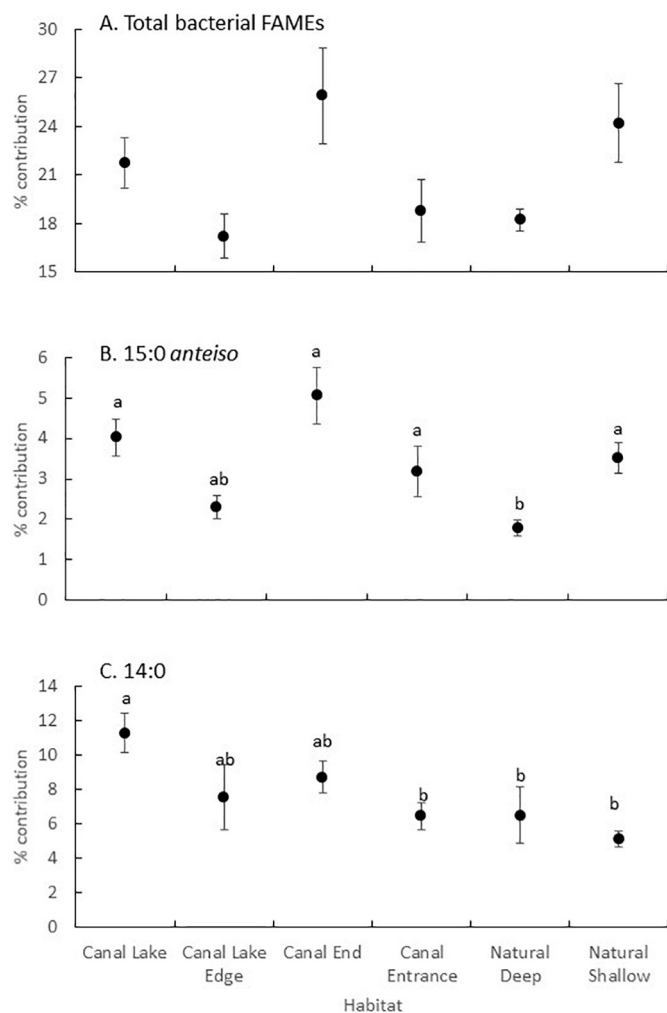 A. Total bacterial FAMEs
30
27
24
21
18
15
% contribution
B. 15:0 anteiso
6
5
4
3
2
1
0
% contribution
a
ab
a
a
b
a
C. 14:0
14
12
10
8
6
4
2
0
% contribution
a
ab
ab
b
b
b
Canal Lake
Canal Lake
Edge
Canal End
Canal
Entrance
Natural
Deep
Natural
Shallow
Habitat